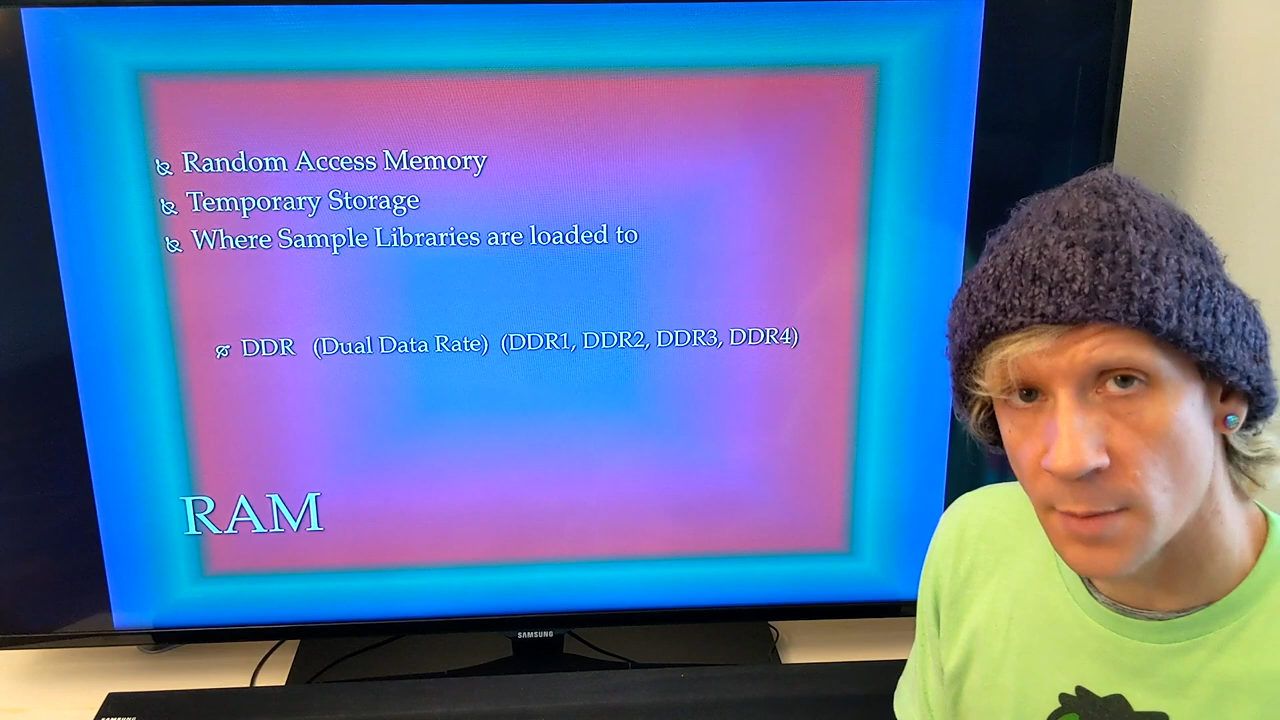 Random Access Memory
Temporary Storage
Where Sample Libraries are loaded to
DDR (Dual Data Rate) (DDR1, DDR2, DDR3, DDR4)
RAM
SAMSUNG
SAMSUNG